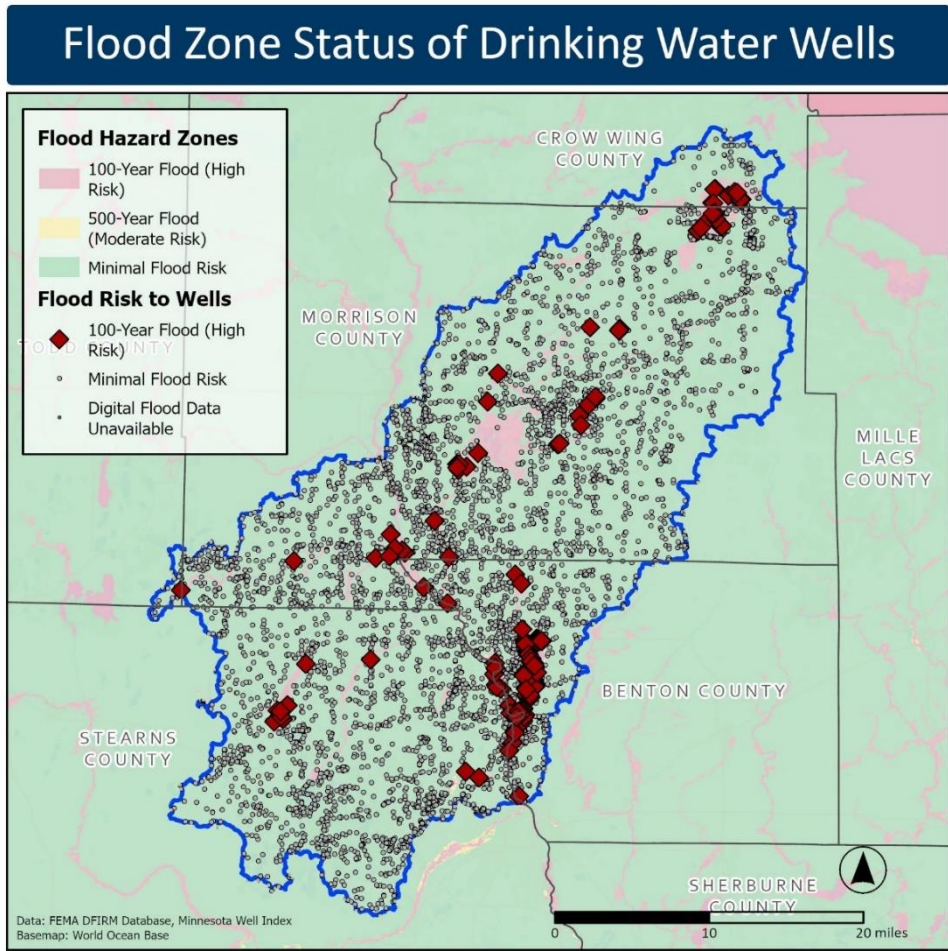 Flood Zone Status of Drinking Water Wells
Flood Hazard Zones
100-Year Flood (High
Risk)
500-Year Flood
(Moderate Risk)
Minimal Flood Risk
Flood Risk to Wells
100-Year Flood (High
Risk)
Minimal Flood Risk
Digital Flood Data
Unavailable
CROW WING
COUNTY
MORRISON
COUNTY
TODD COUNTY
MILLE
LACS
COUNTY
BENTON COUNTY
STEARNS
COUNTY
SHERBURNE
COUNTY
0 10 20 miles
Data: FEMA DFIRM Database, Minnesota Well Index
Basemap: World Ocean Base